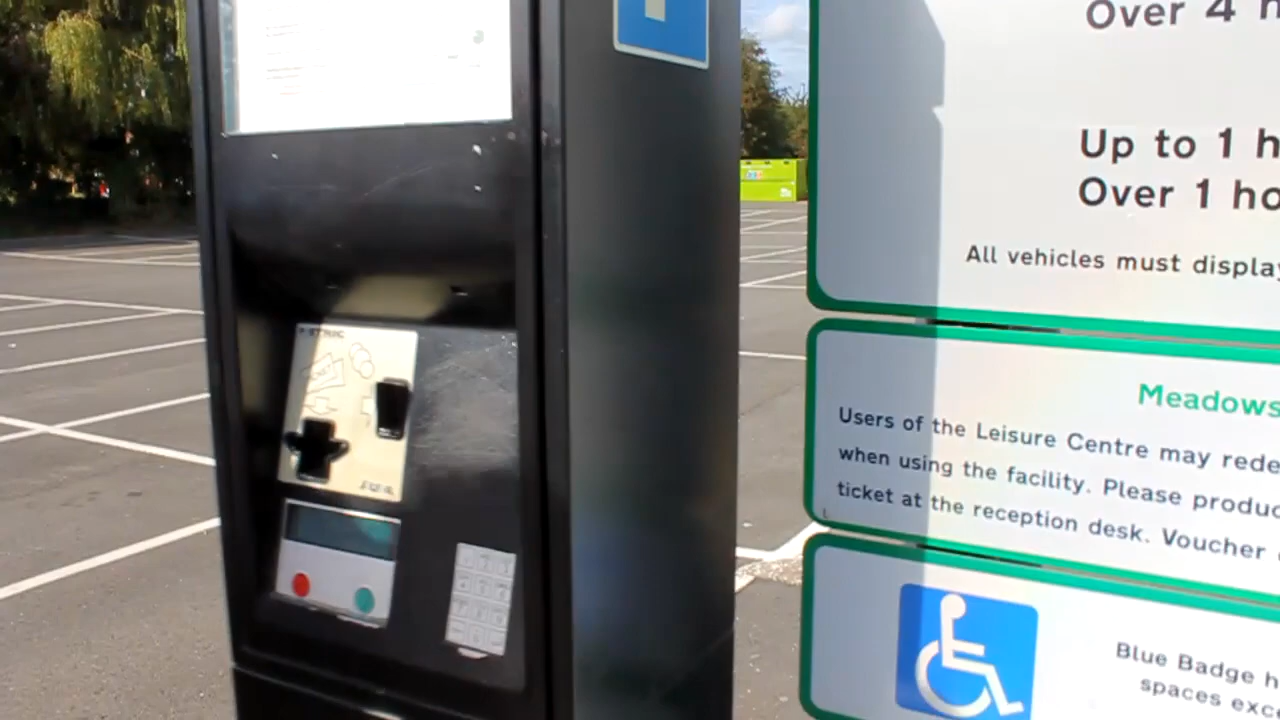 Over 4 h
Up to 1 h
Over 1 ho
All vehicles must display
Meadows
Users of the Leisure Centre may rede
when using the facility. Please produc
ticket at the reception desk. Voucher
Blue Badge h
spaces exce